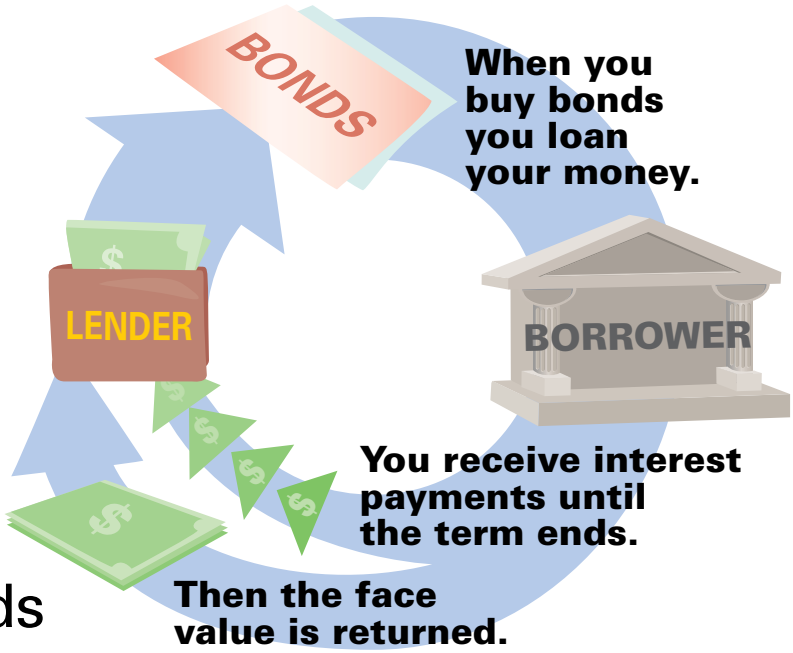 BONDS
When you
buy bonds
you loan
your money.
$
LENDER
BORROWER
$
$
$
$
You receive interest
payments until
the term ends.
$
Then the face
value is returned.